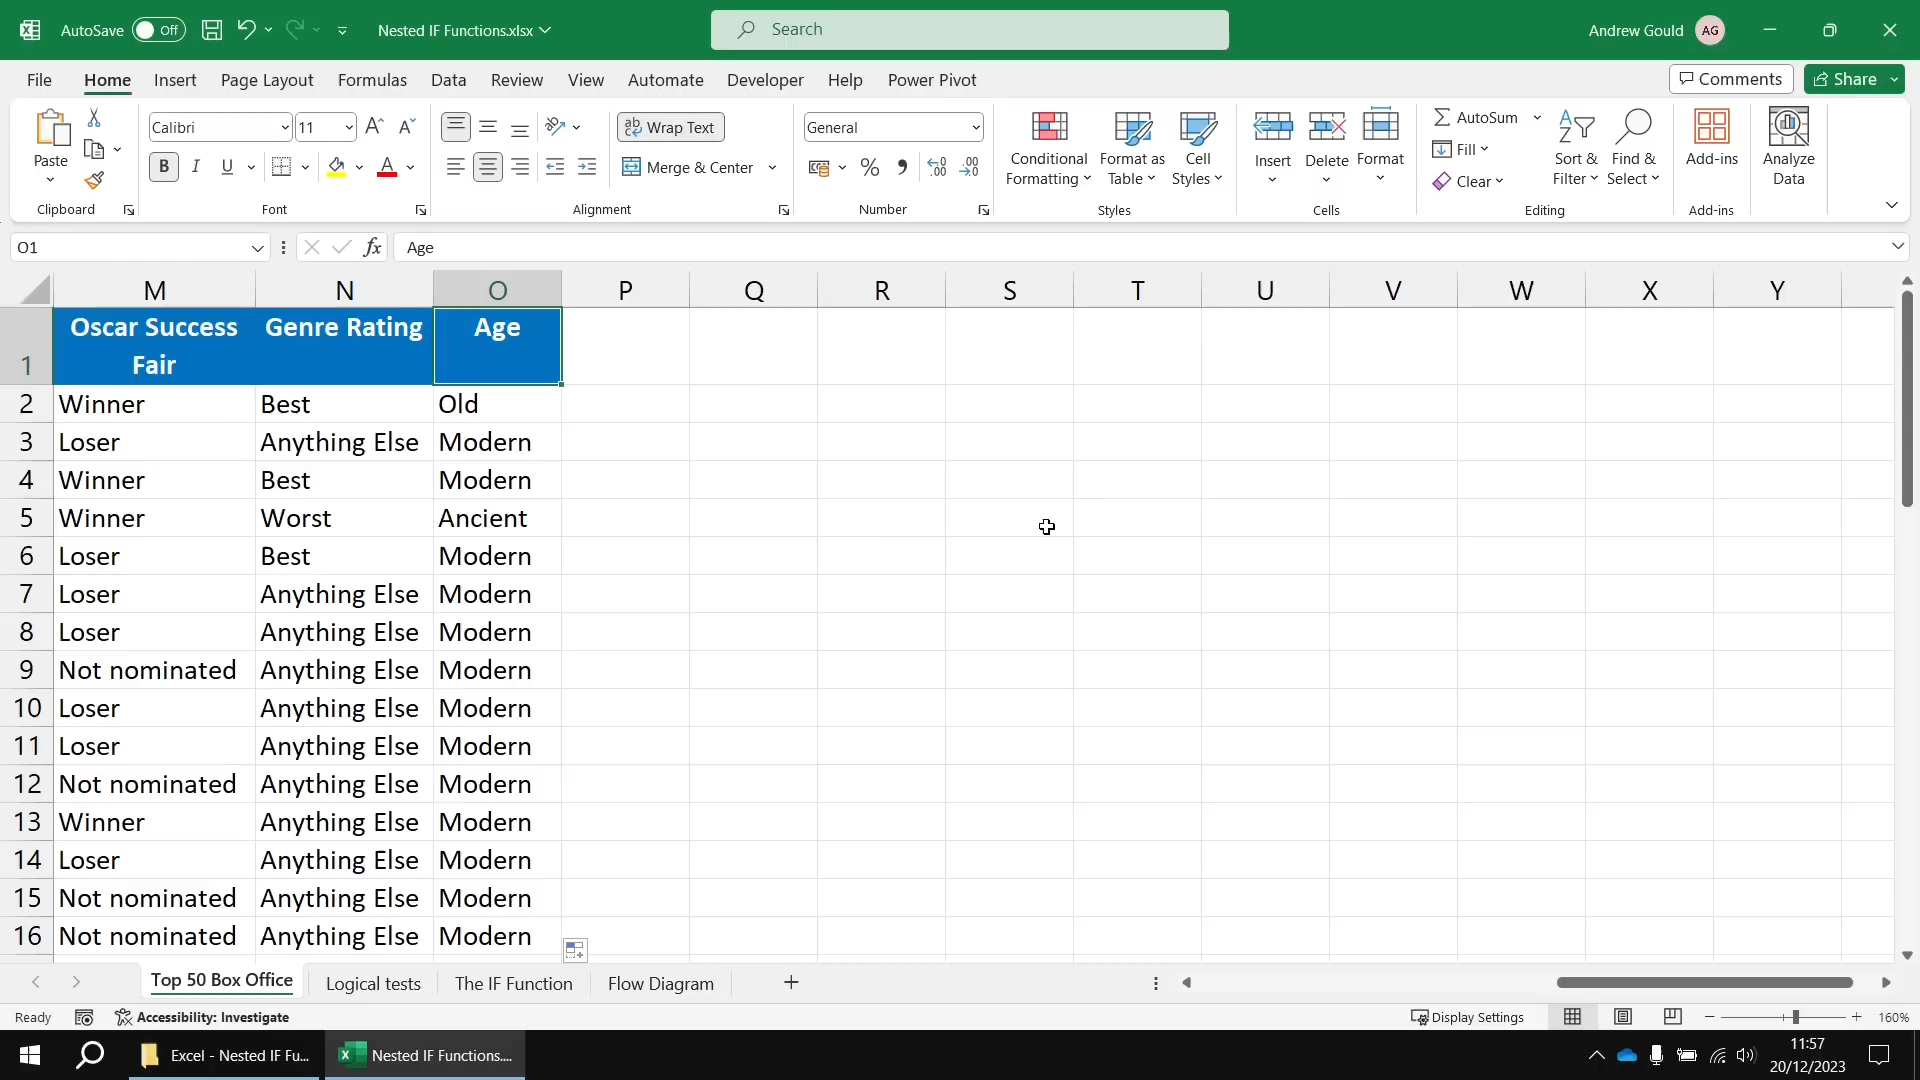 AutoSave Off Nested IF Functions.xlsx Search Andrew Gould AG
File Home Insert Page Layout Formulas Data Review View Automate Developer Help Power Pivot Comments Share
Paste Calibri 11 Wrap Text General Conditional Formatting Format as Table Cell Styles Insert Delete Format AutoSum Sort & Filter Find & Select Add-ins Analyze Data
B I U A Merge & Center % Fill
Clear
Clipboard Font Alignment Number Styles Cells Editing Add-ins
O1 fx Age
M N O P Q R S T U V W X Y
1 Oscar Success Fair Genre Rating Age
2 Winner Best Old
3 Loser Anything Else Modern
4 Winner Best Modern
5 Winner Worst Ancient
6 Loser Best Modern
7 Loser Anything Else Modern
8 Loser Anything Else Modern
9 Not nominated Anything Else Modern
10 Loser Anything Else Modern
11 Loser Anything Else Modern
12 Not nominated Anything Else Modern
13 Winner Anything Else Modern
14 Loser Anything Else Modern
15 Not nominated Anything Else Modern
16 Not nominated Anything Else Modern
Top 50 Box Office Logical tests The IF Function Flow Diagram
Ready Accessibility: Investigate Display Settings 160%
Excel - Nested IF Fu... Nested IF Functions.... 11:57
20/12/2023